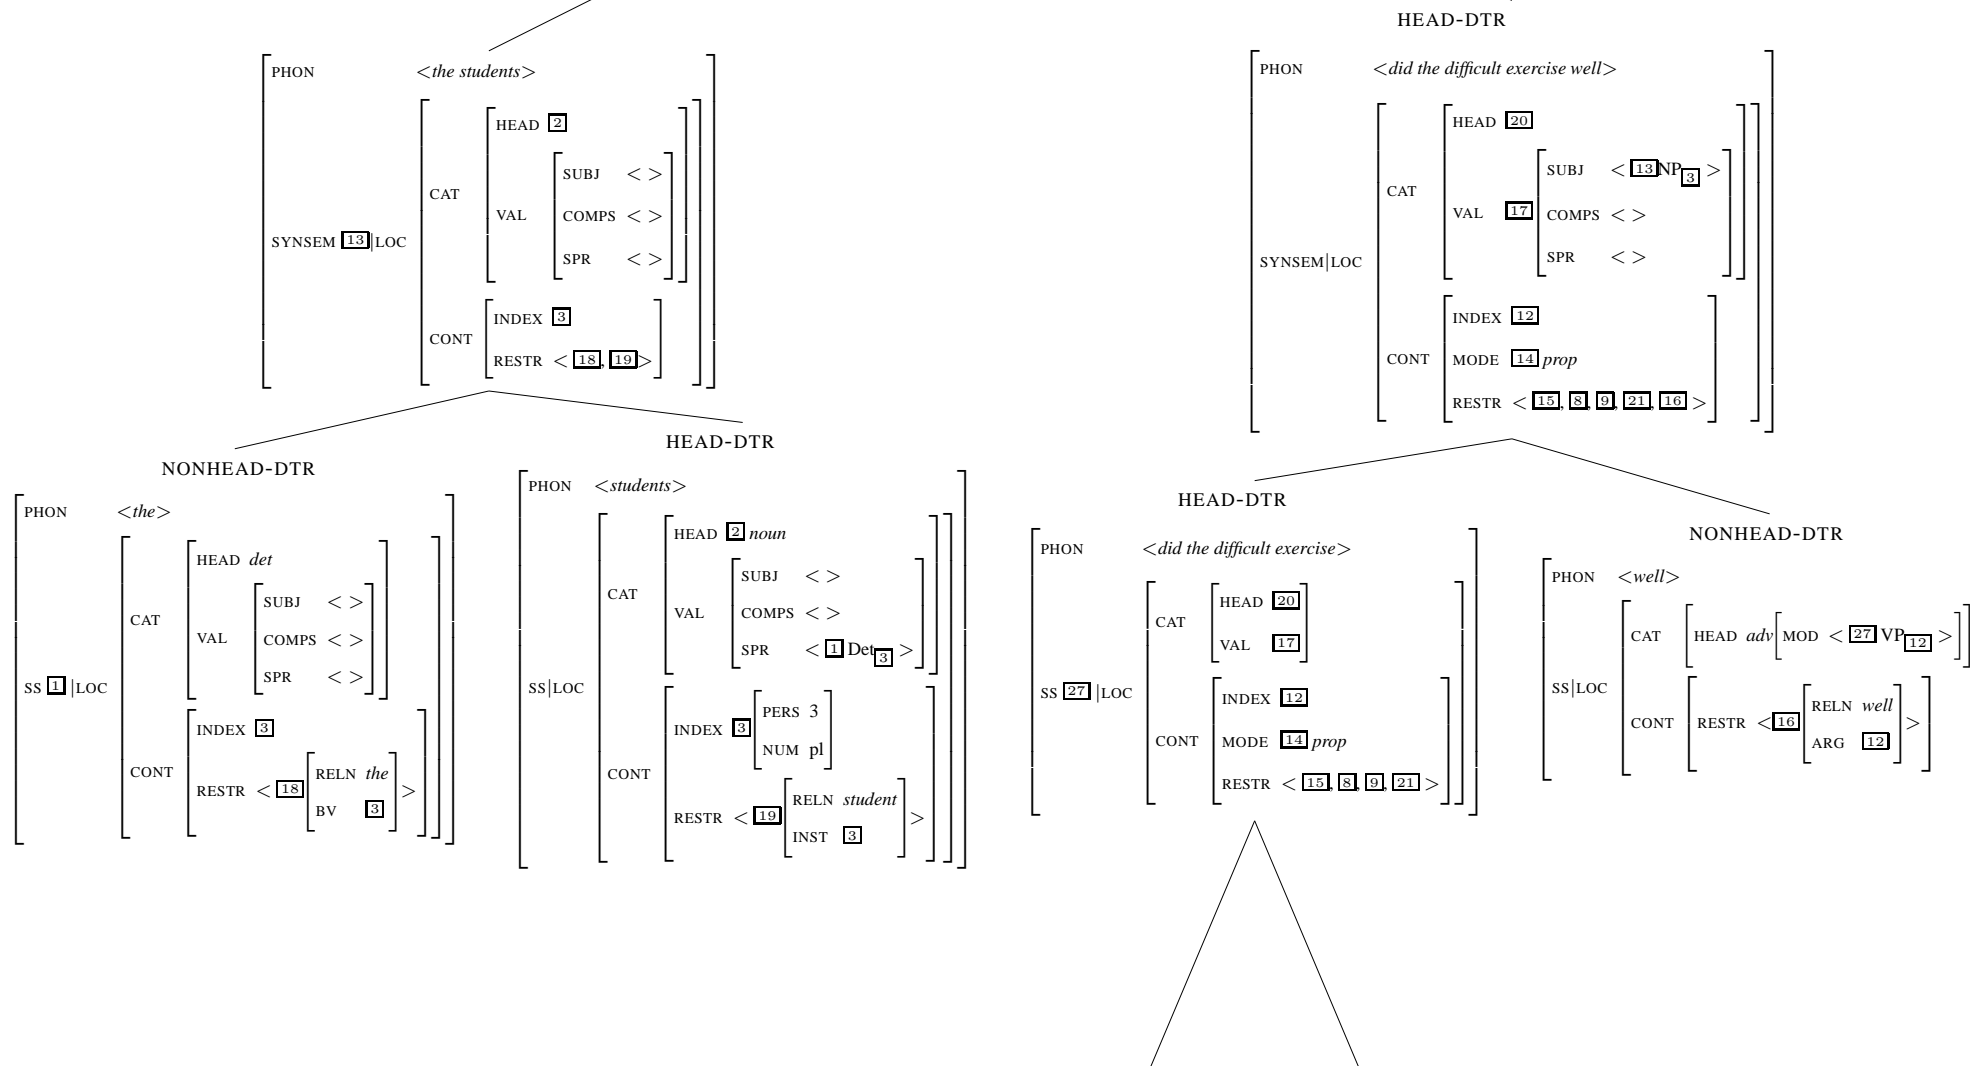 HEAD-DTR
PHON <the students>
HEAD 2
SUBJ < >
CAT
VAL COMPS < >
SPR < >
SYNSEM 13|LOC
INDEX 3
CONT
RESTR < 18, 19>
PHON <did the difficult exercise well>
HEAD 20
SUBJ < 13NP3 >
CAT
VAL 17 COMPS < >
SPR < >
SYNSEM|LOC
INDEX 12
CONT MODE 14 prop
RESTR < 15, 8, 9, 21, 16 >
NONHEAD-DTR
PHON <the>
HEAD det
SUBJ < >
CAT
VAL COMPS < >
SPR < >
SS 1 |LOC
INDEX 3
CONT
RESTR < 18 RELN the >
BV 3
HEAD-DTR
PHON <students>
HEAD 2 noun
SUBJ < >
CAT
VAL COMPS < >
SPR < 1 Det3 >
SS|LOC
INDEX 3 PERS 3
NUM pl
CONT
RESTR < 19 RELN student >
INST 3
HEAD-DTR
PHON <did the difficult exercise>
HEAD 20
CAT
VAL 17
SS 27 |LOC
INDEX 12
CONT MODE 14 prop
RESTR < 15, 8, 9, 21 >
NONHEAD-DTR
PHON <well>
CAT HEAD adv MOD < 27 VP12 >
SS|LOC
CONT RESTR <16 RELN well >
ARG 12